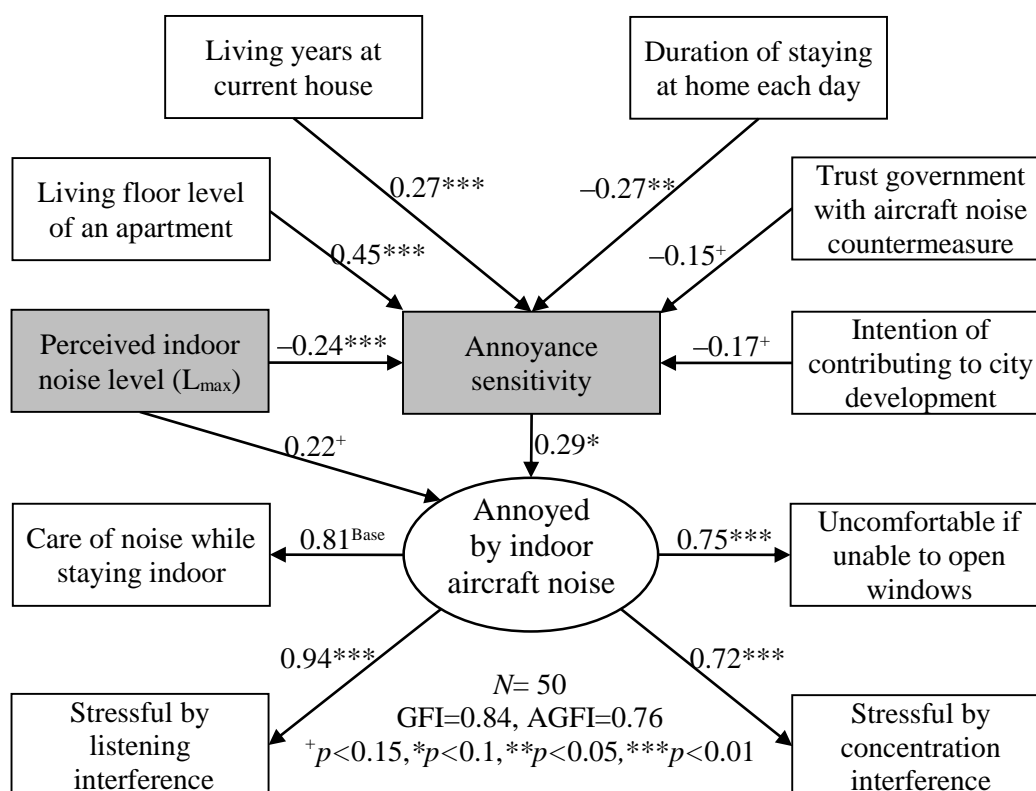 Living years at
current house
Duration of staying
at home each day
0.27***
–0.27**
Living floor level
of an apartment
Trust government
with aircraft noise
countermeasure
0.45***
–0.15+
Perceived indoor
noise level (Lmax)
–0.24***
Annoyance
sensitivity
–0.17+
Intention of
contributing to city
development
0.22+
0.29*
Care of noise while
staying indoor
0.81Base
Annoyed
by indoor
aircraft noise
0.75***
Uncomfortable if
unable to open
windows
0.94***
0.72***
Stressful by
listening
interference
N= 50
GFI=0.84, AGFI=0.76
+p<0.15,*p<0.1,**p<0.05,***p<0.01
Stressful by
concentration
interference